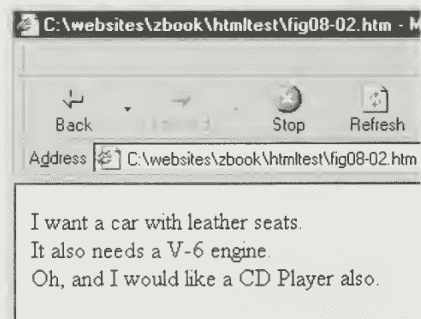 C:\websites\zbook\htmltest\fig08-02.htm - M
Back Stop Refresh
Address C:\websites\zbook\htmltest\fig08-02.htm
I want a car with leather seats.
It also needs a V-6 engine.
Oh, and I would like a CD Player also.